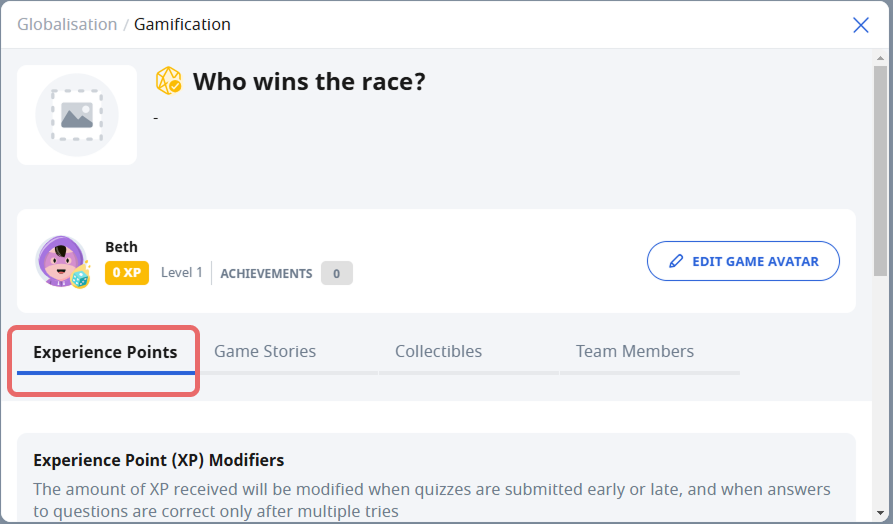 Globalisation / Gamification
Who wins the race?
-
Beth
0 XP Level 1 ACHIEVEMENTS 0
EDIT GAME AVATAR
Experience Points Game Stories Collectibles Team Members
Experience Point (XP) Modifiers
The amount of XP received will be modified when quizzes are submitted early or late, and when answers
to questions are correct only after multiple tries